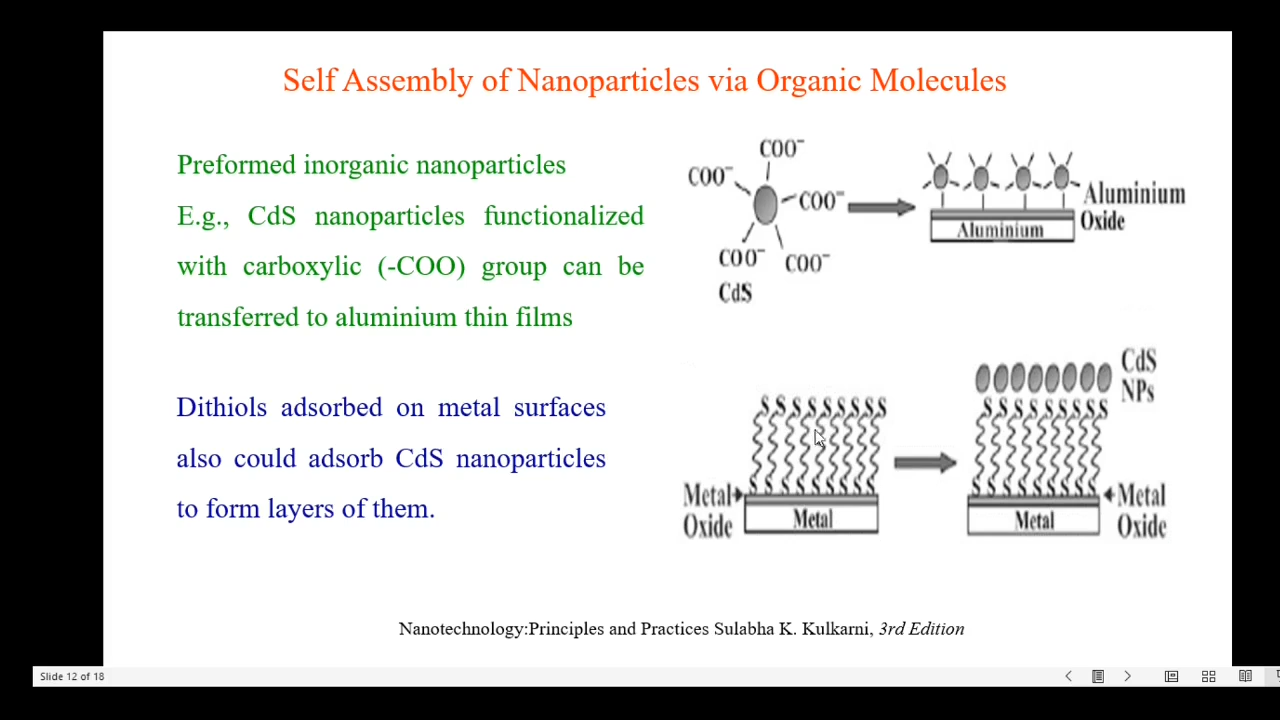 Self Assembly of Nanoparticles via Organic Molecules
Preformed inorganic nanoparticles
E.g., CdS nanoparticles functionalized
with carboxylic (-COO) group can be
transferred to aluminium thin films
COO⁻
COO⁻
COO⁻
COO⁻
COO⁻
CdS
Aluminium
Oxide
Aluminium
Dithiols adsorbed on metal surfaces
also could adsorb CdS nanoparticles
to form layers of them.
SSSSSSSSS
SSSSSSSSS
Metal
Oxide
Metal
CdS
NPs
SSSSSSSSS
SSSSSSSSS
Metal
Oxide
Metal
Nanotechnology:Principles and Practices Sulabha K. Kulkarni, 3rd Edition
Slide 12 of 18